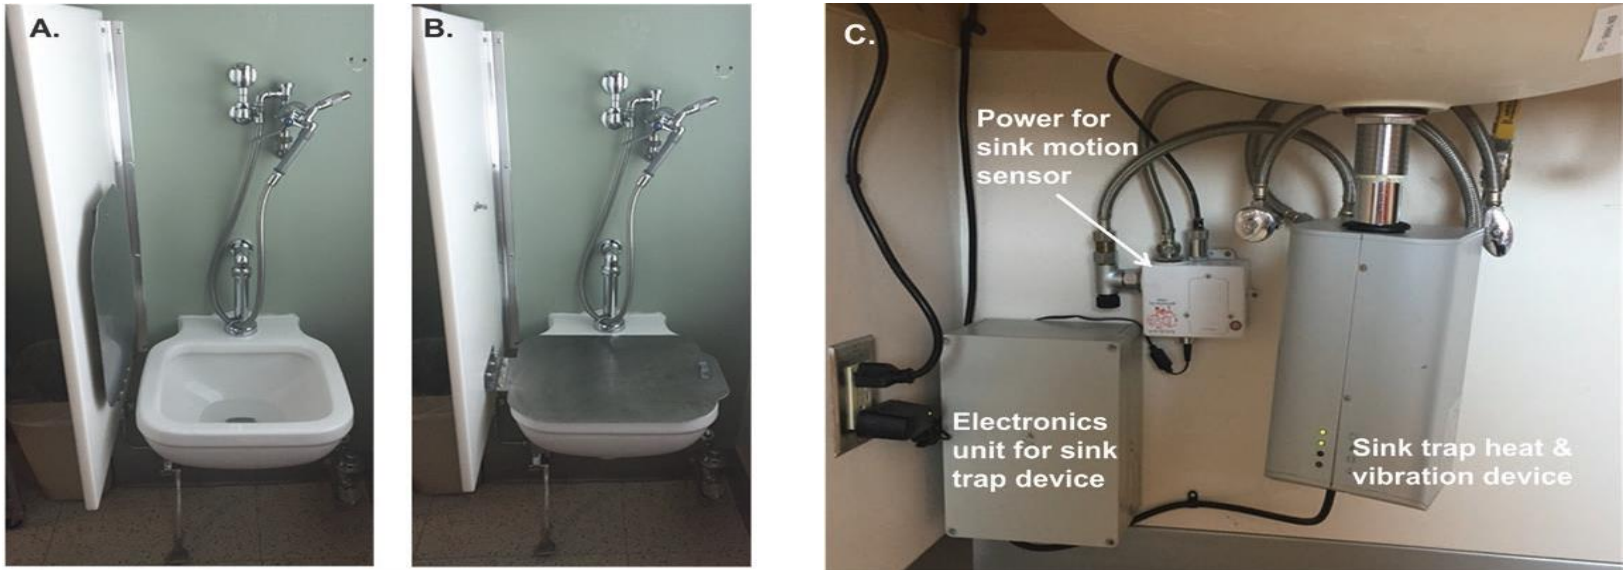 A.
B.
C.
Power for
sink motion
sensor
Electronics
unit for sink
trap device
Sink trap heat &
vibration device